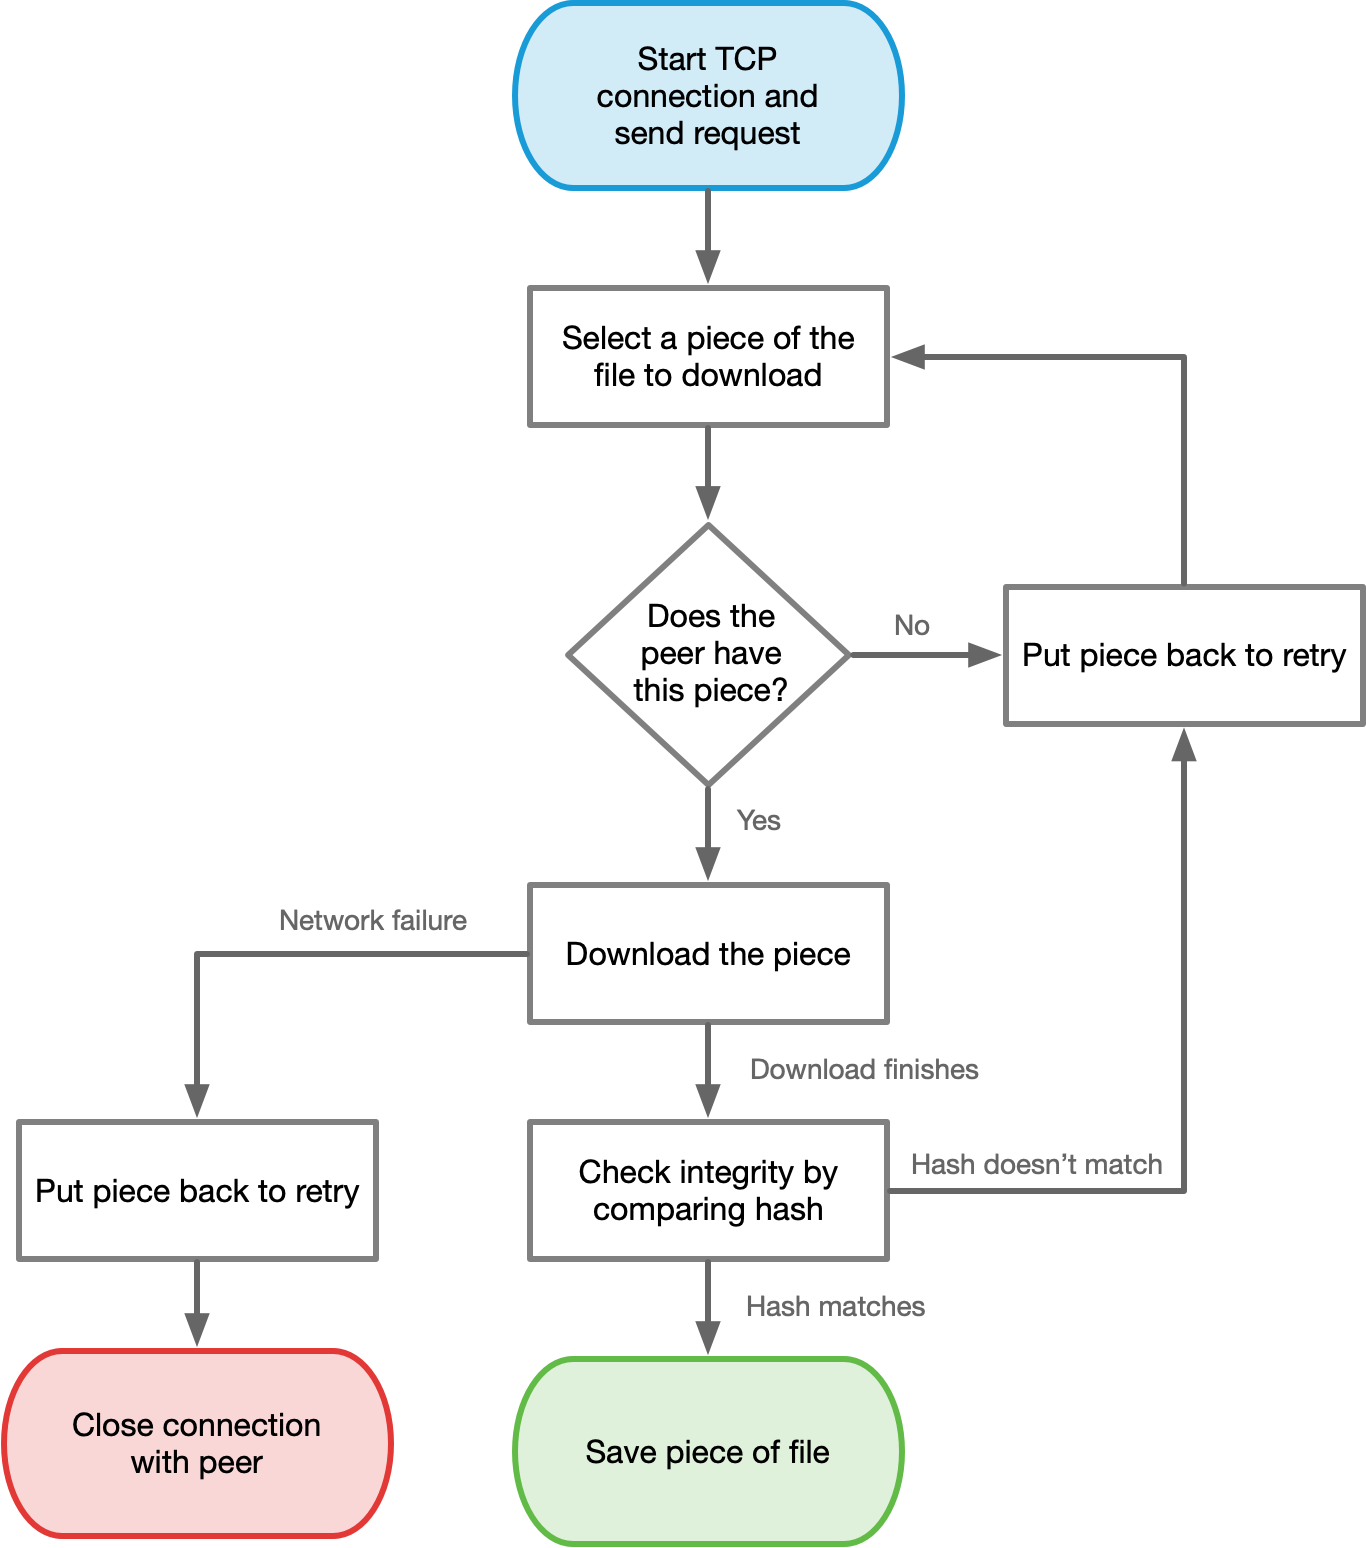 Start TCP
connection and
send request
Select a piece of the
file to download
Does the
peer have
this piece?
No
Put piece back to retry
Yes
Network failure
Download the piece
Download finishes
Put piece back to retry
Check integrity by
comparing hash
Hash doesn’t match
Hash matches
Close connection
with peer
Save piece of file